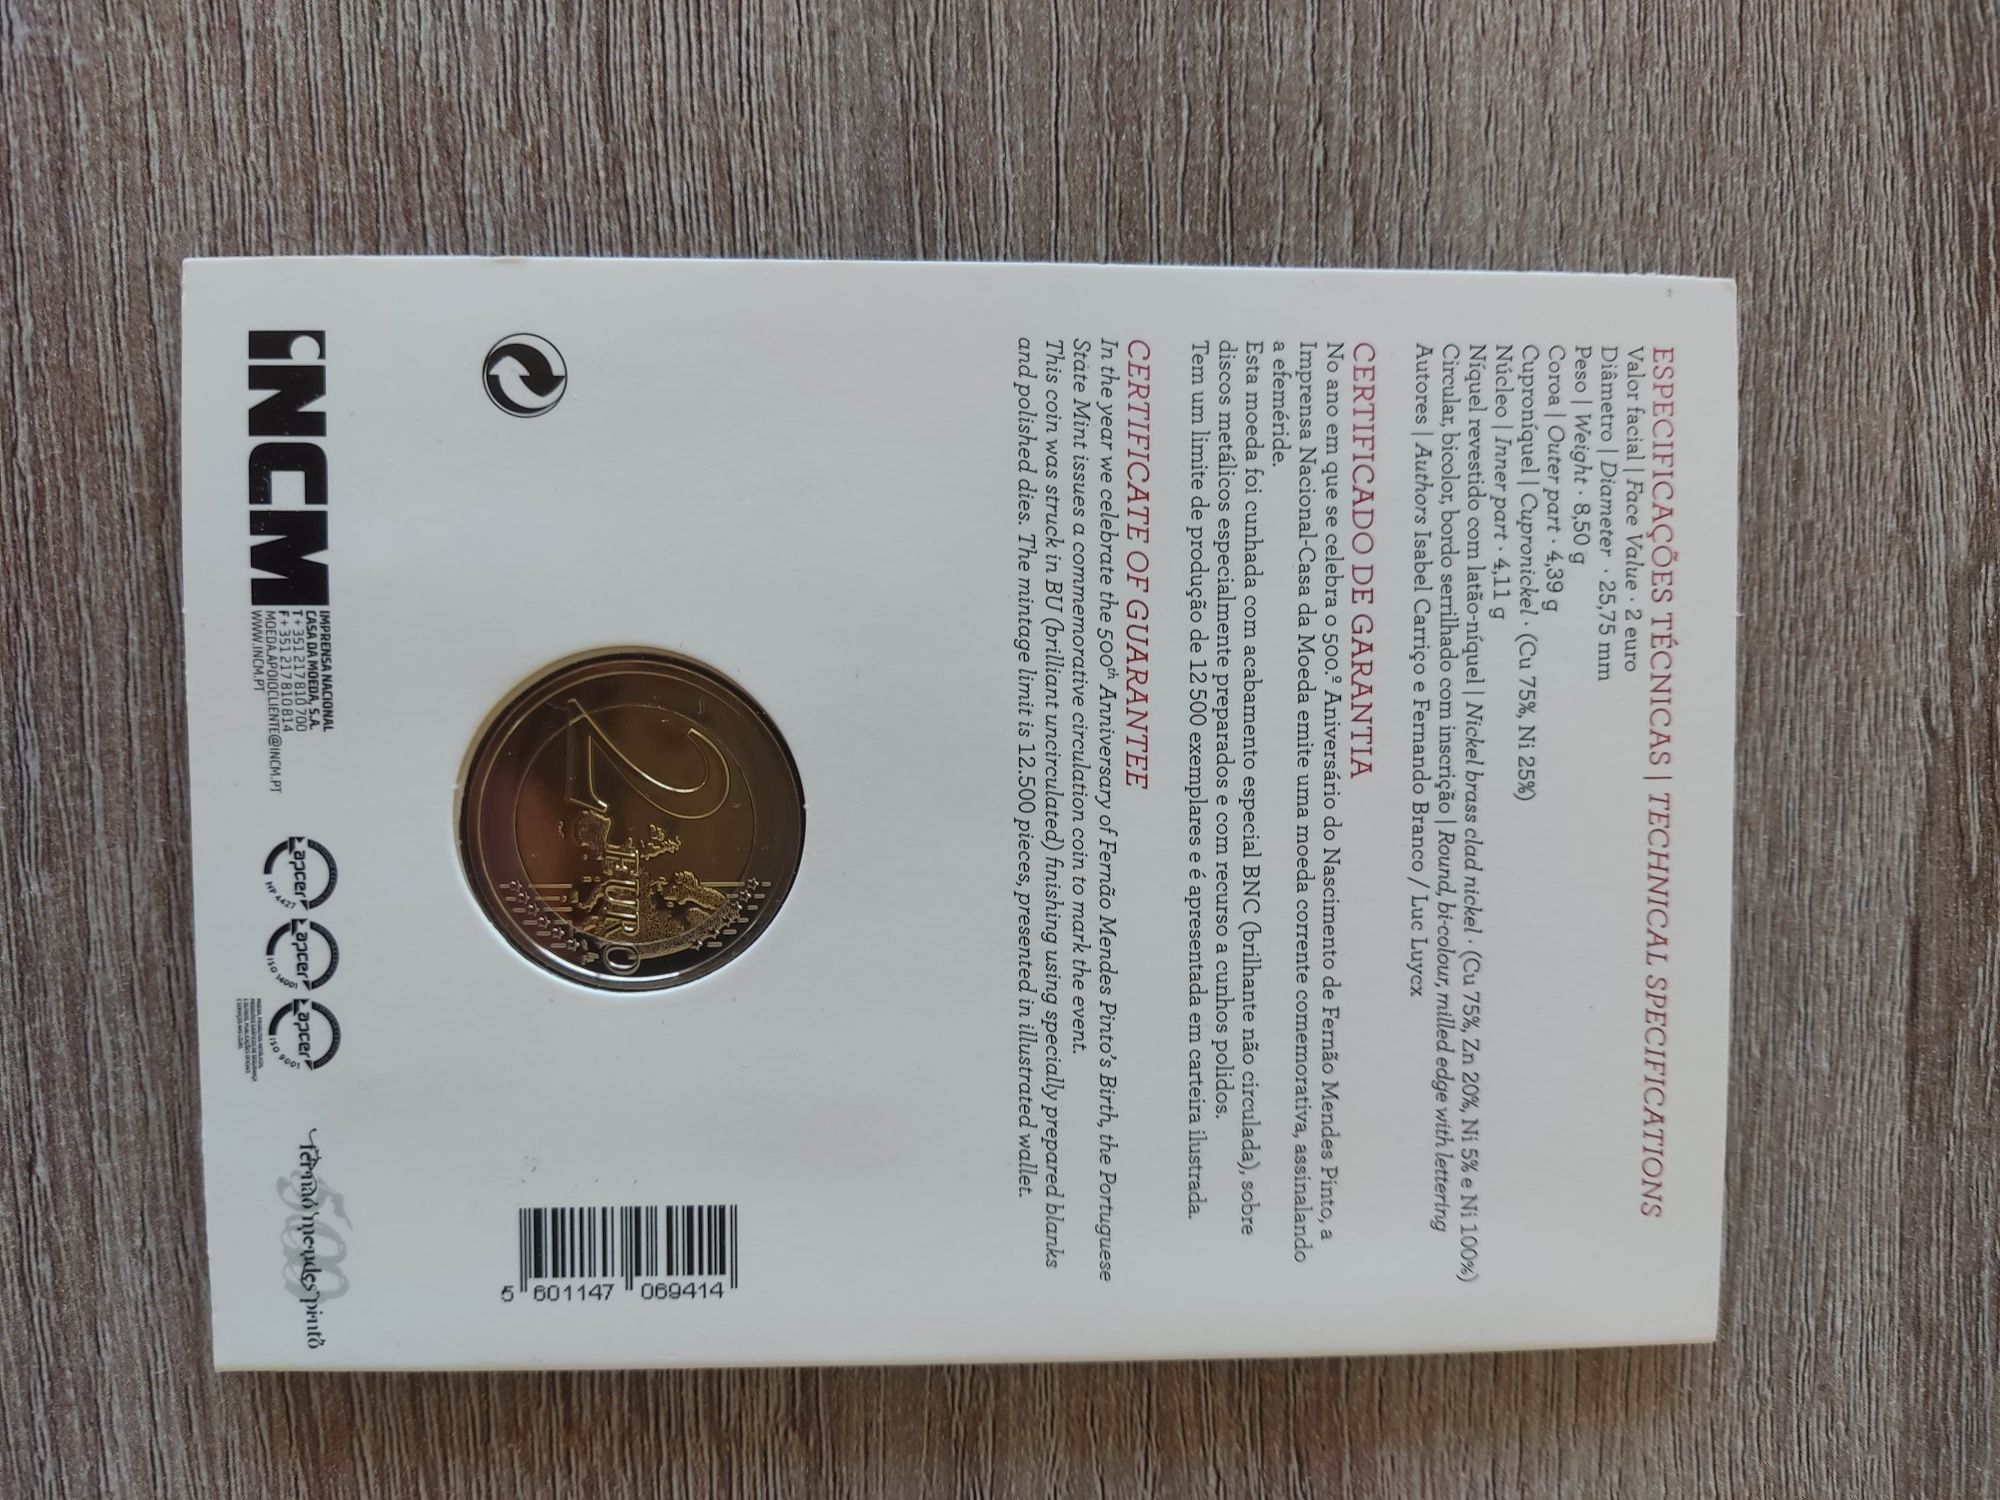 ESPECIFICAÇÕES TÉCNICAS | TECHNICAL SPECIFICATIONS
Valor facial | Face Value · 2 euro
Diâmetro | Diameter · 25,75 mm
Peso | Weight · 8,50 g
Coroa | Outer part · 4,39 g
Cuproníquel | Cupronickel · (Cu 75%, Ni 25%)
Núcleo | Inner part · 4,11 g
Níquel revestido com latão-níquel | Nickel brass clad nickel · (Cu 75%, Zn 20%, Ni 5% e Ni 100%)
Circular, bicolor, bordo serrilhado com inscrição | Round, bi-colour, milled edge with lettering
Autores | Authors Isabel Carriço e Fernando Branco / Luc Luycx
CERTIFICADO DE GARANTIA
No ano em que se celebra o 500.º Aniversário do Nascimento de Fernão Mendes Pinto, a
Imprensa Nacional-Casa da Moeda emite uma moeda corrente comemorativa, assinalando
a efeméride.
Esta moeda foi cunhada com acabamento especial BNC (brilhante não circulada), sobre
discos metálicos especialmente preparados e com recurso a cunhos polidos.
Tem um limite de produção de 12 500 exemplares e é apresentada em carteira ilustrada.
CERTIFICATE OF GUARANTEE
In the year we celebrate the 500th Anniversary of Fernão Mendes Pinto's Birth, the Portuguese
State Mint issues a commemorative circulation coin to mark the event.
This coin was struck in BU (brilliant uncirculated) finishing using specially prepared blanks
and polished dies. The mintage limit is 12.500 pieces, presented in illustrated wallet.
2 EURO
LL
5 601147 069414
INCM
IMPRENSA NACIONAL
CASA DA MOEDA, S.A.
T + 351 217 810 700
F + 351 217 810 814
MOEDA.APOIOCLIENTE@INCM.PT
WWW.INCM.PT
apcer
NP 4427
apcer
ISO 14001
apcer
ISO 9001
500
fernão mendes pinto